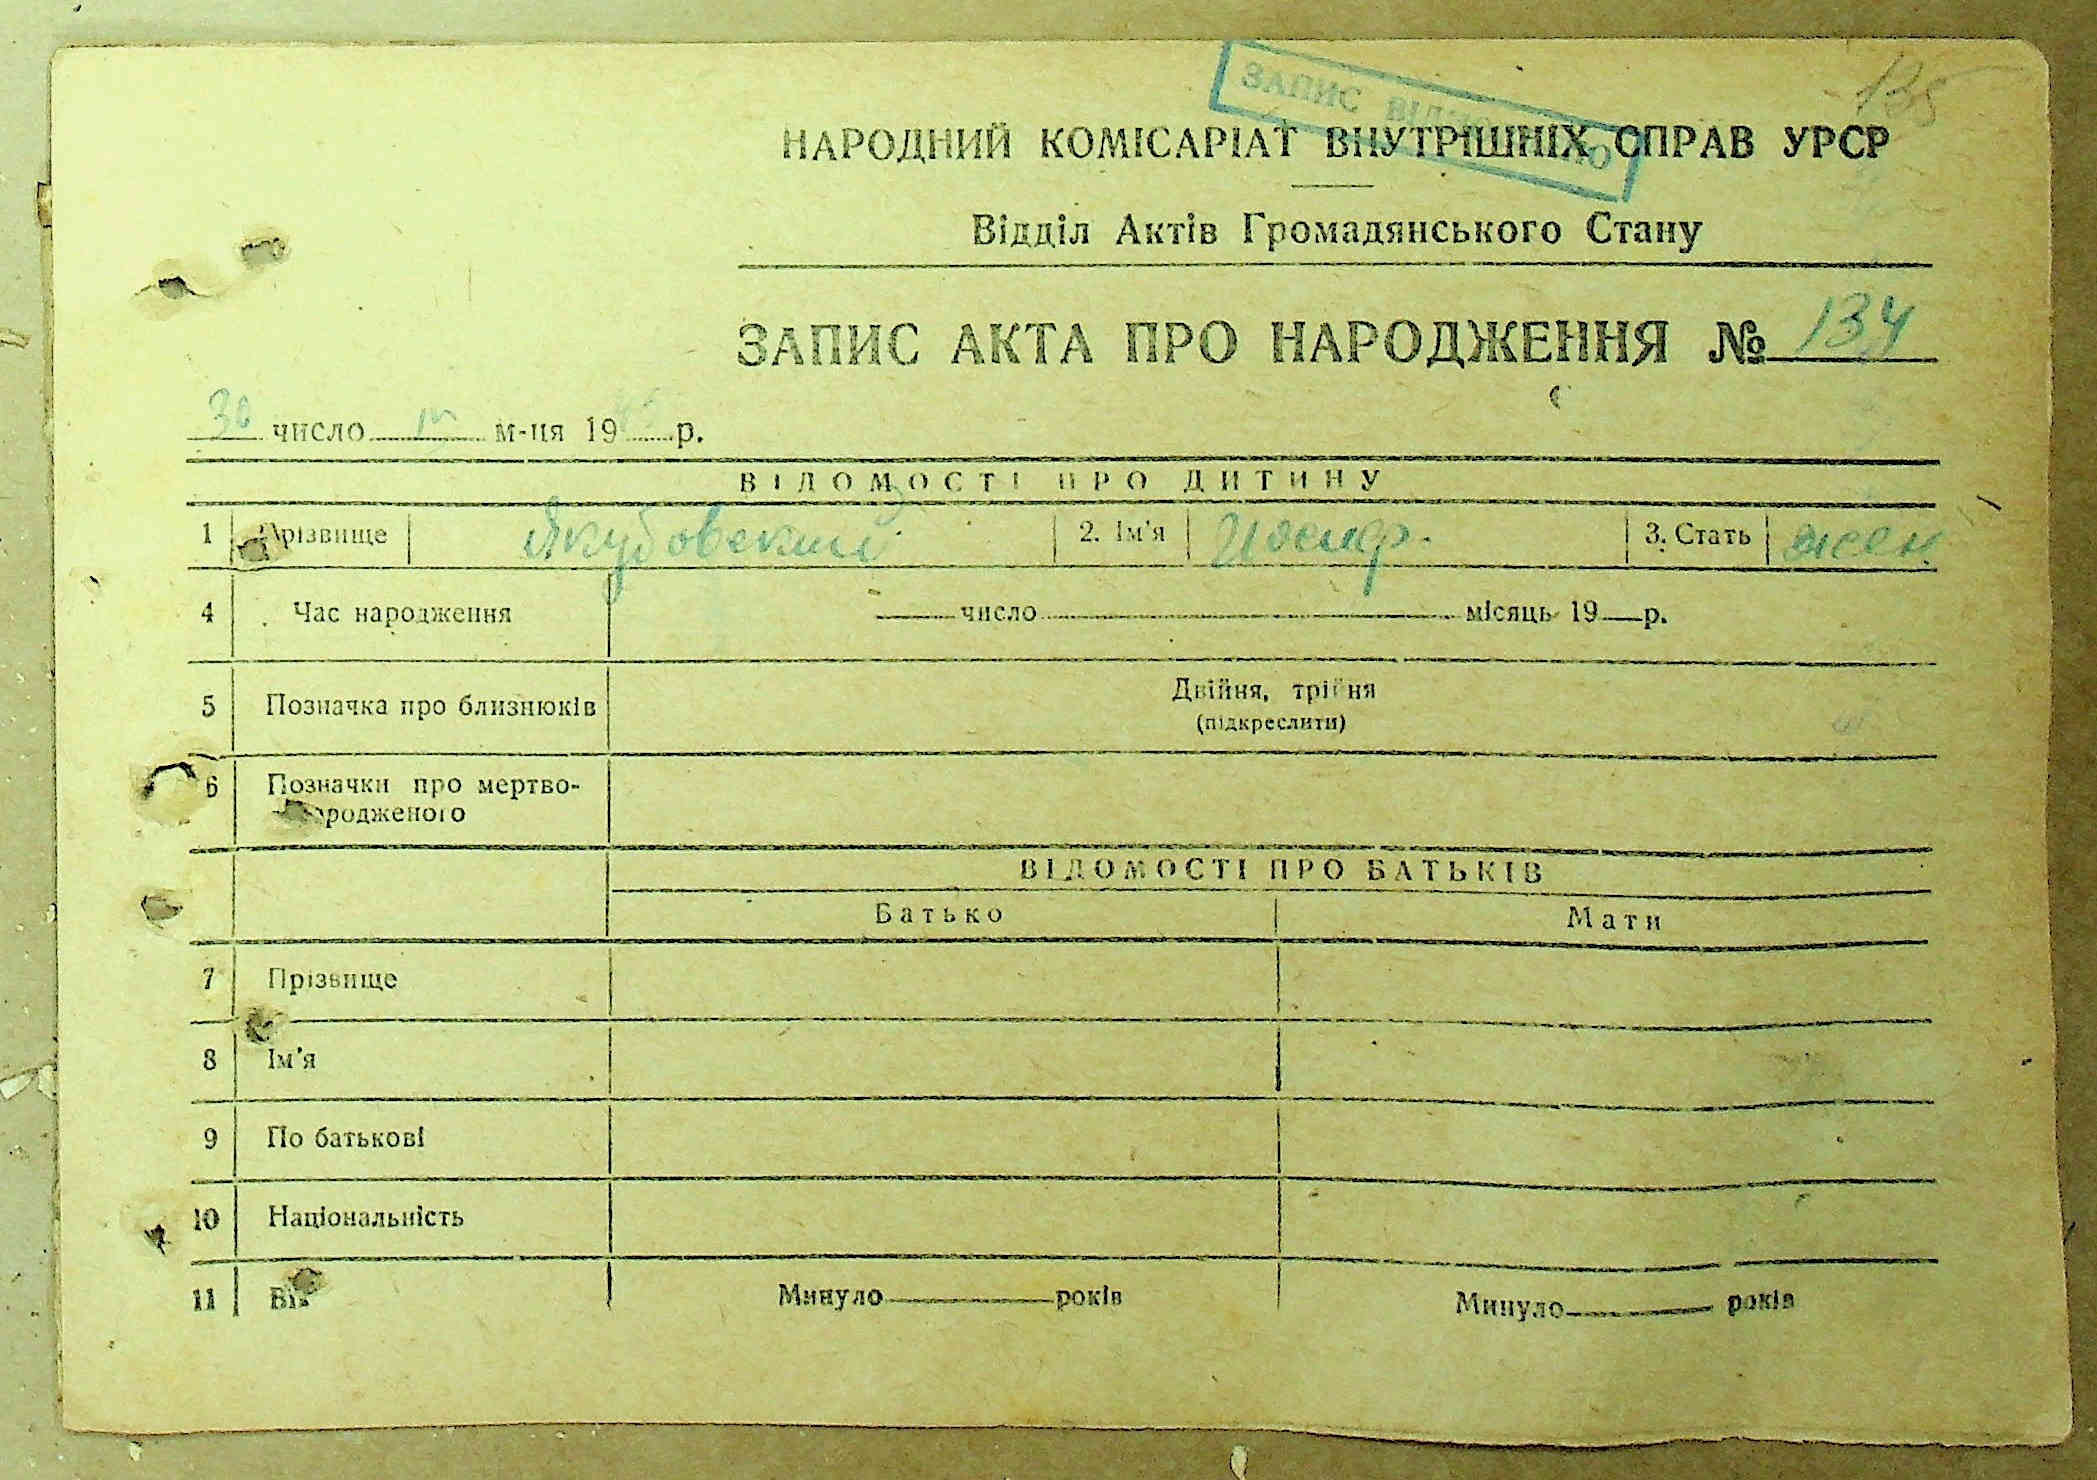 135
ЗАПИС ВІДНОВЛЕНО
НАРОДНИЙ КОМІСАРІАТ ВНУТРІШНІХ СПРАВ УРСР
Відділ Актів Громадянського Стану
ЗАПИС АКТА ПРО НАРОДЖЕННЯ № 134
30 число м-ця 19 р.
ВІДОМОСТІ ПРО ДИТИНУ
1 Прізвище Якубовский 2. Ім'я Иосиф. 3. Стать жен
4 Час народження число місяць 19 р.
5 Позначка про близнюків Двійня, трійня
(підкреслити)
6 Позначки про мертво-
народженого
ВІДОМОСТІ ПРО БАТЬКІВ
Батько Мати
7 Прізвище
8 Ім'я
9 По батькові
10 Національність
11 Вік Минуло років Минуло років